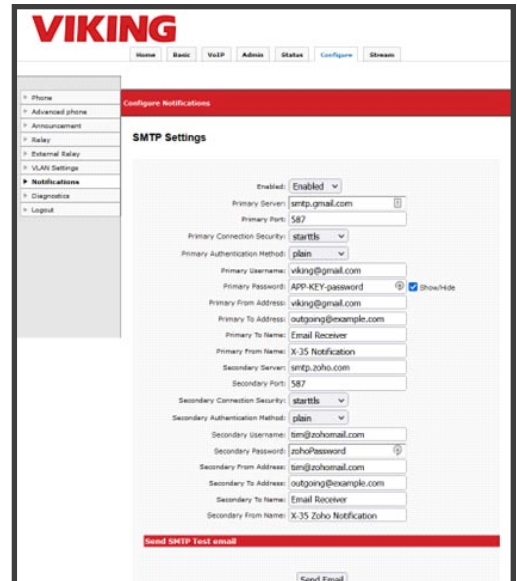 VIKING
Home Basic VoIP Admin Status Configure Stream
Phone
Advanced phone
Announcement
Relay
External Relay
VLAN Settings
Notifications
Diagnostics
Logout
Configure Notifications
SMTP Settings
Enabled: Enabled
Primary Server: smtp.gmail.com
Primary Port: 587
Primary Connection Security: starttls
Primary Authentication Method: plain
Primary Username: viking@gmail.com
Primary Password: APP-KEY-password Show/Hide
Primary From Address: viking@gmail.com
Primary To Address: outgoing@example.com
Primary To Name: Email Receiver
Primary From Name: X-35 Notification
Secondary Server: smtp.zoho.com
Secondary Port: 587
Secondary Connection Security: starttls
Secondary Authentication Method: plain
Secondary Username: tim@zohomail.com
Secondary Password: zohoPassword
Secondary From Address: tim@zohomail.com
Secondary To Address: outgoing@example.com
Secondary To Name: Email Receiver
Secondary From Name: X-35 Zoho Notification
Send SMTP Test email
Send Email